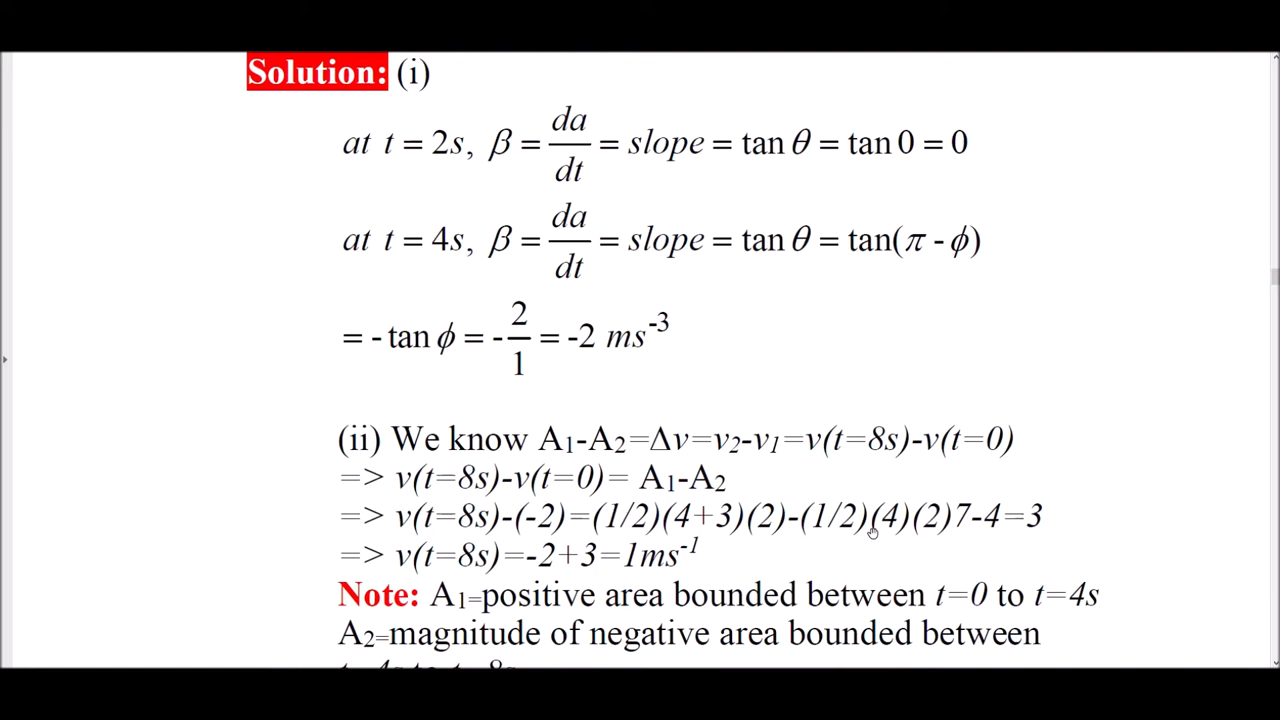 Solution: (i)
at t = 2s, β = da/dt = slope = tan θ = tan 0 = 0
at t = 4s, β = da/dt = slope = tan θ = tan(π - ϕ)
= - tan ϕ = - 2/1 = -2 ms⁻³
(ii) We know A₁-A₂=Δv=v₂-v₁=v(t=8s)-v(t=0)
=> v(t=8s)-v(t=0)= A₁-A₂
=> v(t=8s)-(-2)=(1/2)(4+3)(2)-(1/2)(4)(2)7-4=3
=> v(t=8s)=-2+3=1ms⁻¹
Note: A₁=positive area bounded between t=0 to t=4s
A₂=magnitude of negative area bounded between
t=4s to t=8s